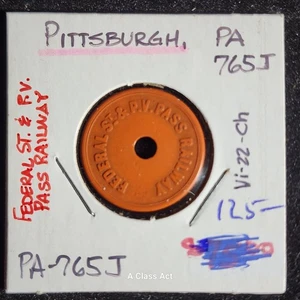 PITTSBURGH, PA
765J
FEDERAL ST. & P.V.
PASS RAILWAY
FEDERAL ST. & P.V. PASS RAILWAY
Vi-22-Ch
125-
PA-765J
A Class Act